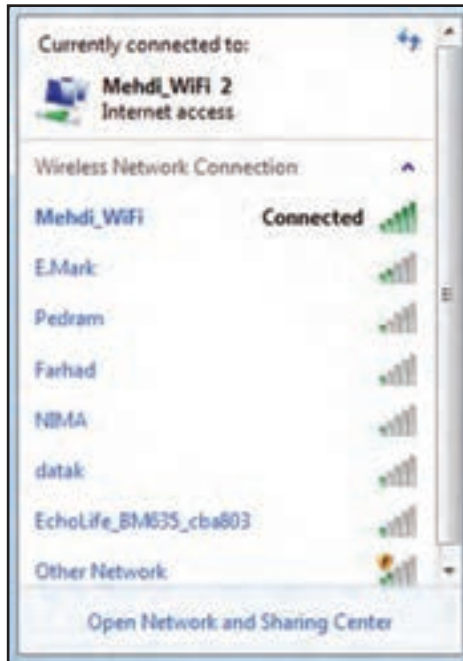 Currently connected to:
Mehdi_WiFi 2
Internet access
Wireless Network Connection
Mehdi_WiFi Connected
E.Mark
Pedram
Farhad
NIMA
datak
EchoLife_BM635_cba803
Other Network
Open Network and Sharing Center